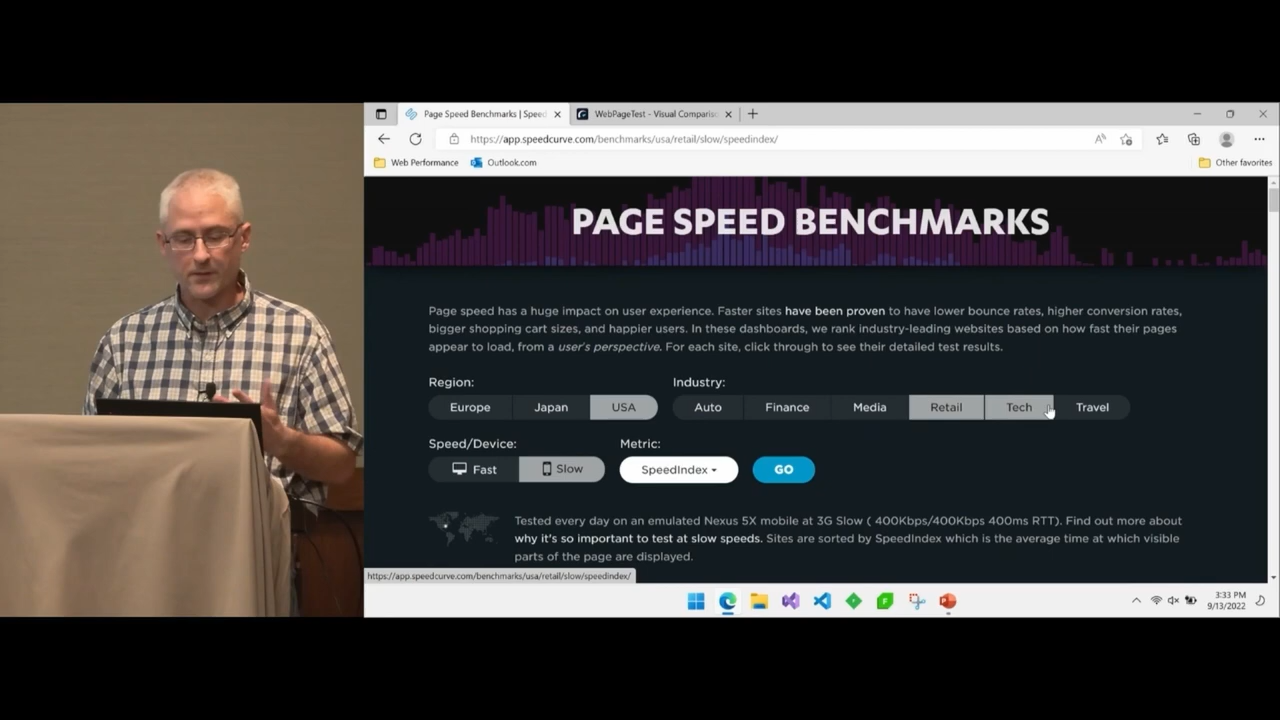 Page Speed Benchmarks | Speed
WebPageTest - Visual Comparis
https://app.speedcurve.com/benchmarks/usa/retail/slow/speedindex/
Web Performance
Outlook.com
Other favorites
PAGE SPEED BENCHMARKS
Page speed has a huge impact on user experience. Faster sites have been proven to have lower bounce rates, higher conversion rates,
bigger shopping cart sizes, and happier users. In these dashboards, we rank industry-leading websites based on how fast their pages
appear to load, from a user's perspective. For each site, click through to see their detailed test results.
Region:
Industry:
Europe Japan USA
Auto Finance Media Retail Tech Travel
Speed/Device:
Metric:
Fast Slow
SpeedIndex
GO
Tested every day on an emulated Nexus 5X mobile at 3G Slow ( 400Kbps/400Kbps 400ms RTT). Find out more about
why it's so important to test at slow speeds. Sites are sorted by SpeedIndex which is the average time at which visible
parts of the page are displayed.
https://app.speedcurve.com/benchmarks/usa/retail/slow/speedindex/
3:33 PM
9/13/2022